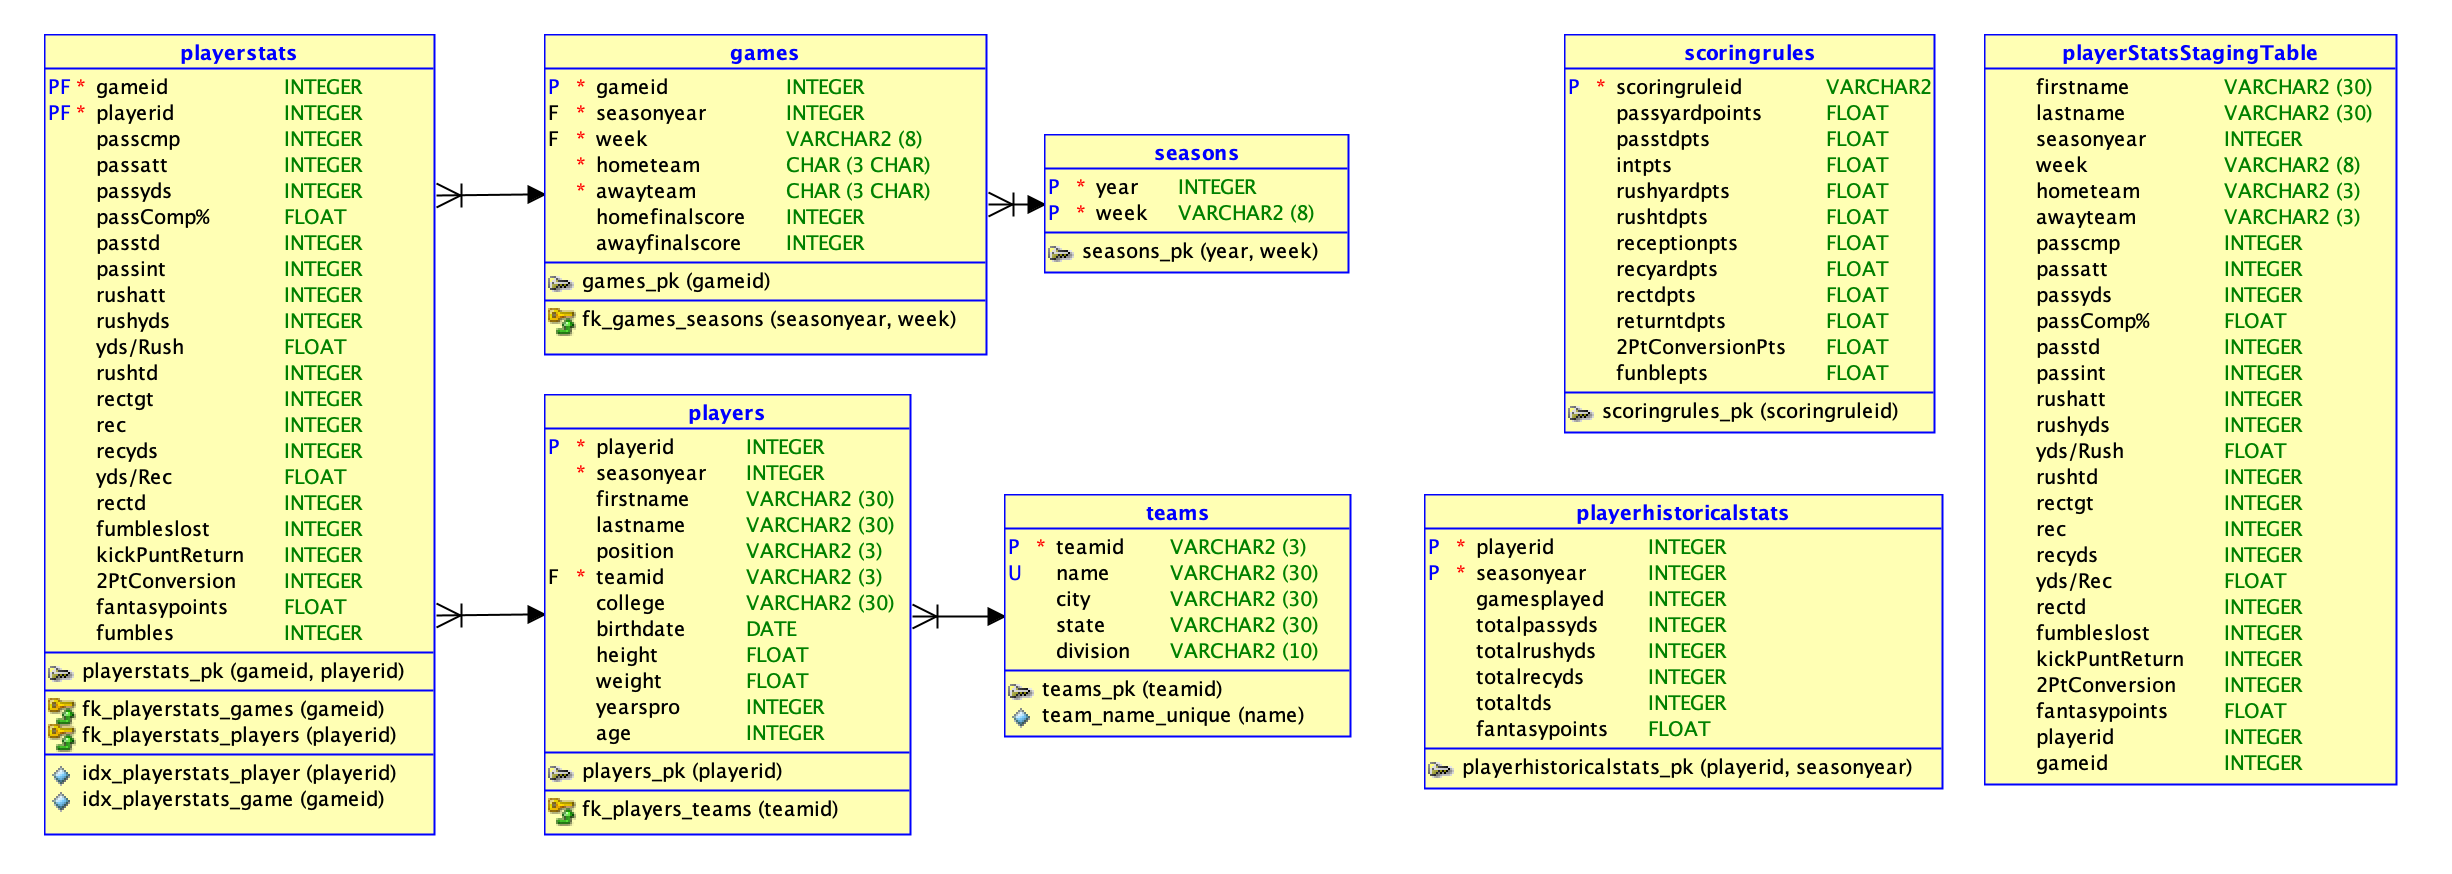 playerstats
PF * gameid INTEGER
PF * playerid INTEGER
passcmp INTEGER
passatt INTEGER
passyds INTEGER
passComp% FLOAT
passtd INTEGER
passint INTEGER
rushatt INTEGER
rushyds INTEGER
yds/Rush FLOAT
rushtd INTEGER
rectgt INTEGER
rec INTEGER
recyds INTEGER
yds/Rec FLOAT
rectd INTEGER
fumbleslost INTEGER
kickPuntReturn INTEGER
2PtConversion INTEGER
fantasypoints FLOAT
fumbles INTEGER
playerstats_pk (gameid, playerid)
fk_playerstats_games (gameid)
fk_playerstats_players (playerid)
idx_playerstats_player (playerid)
idx_playerstats_game (gameid)
games
P * gameid INTEGER
F * seasonyear INTEGER
F * week VARCHAR2 (8)
* hometeam CHAR (3 CHAR)
* awayteam CHAR (3 CHAR)
homefinalscore INTEGER
awayfinalscore INTEGER
games_pk (gameid)
fk_games_seasons (seasonyear, week)
players
P * playerid INTEGER
* seasonyear INTEGER
firstname VARCHAR2 (30)
lastname VARCHAR2 (30)
position VARCHAR2 (3)
F * teamid VARCHAR2 (3)
college VARCHAR2 (30)
birthdate DATE
height FLOAT
weight FLOAT
yearspro INTEGER
age INTEGER
players_pk (playerid)
fk_players_teams (teamid)
seasons
P * year INTEGER
P * week VARCHAR2 (8)
seasons_pk (year, week)
teams
P * teamid VARCHAR2 (3)
U name VARCHAR2 (30)
city VARCHAR2 (30)
state VARCHAR2 (30)
division VARCHAR2 (10)
teams_pk (teamid)
team_name_unique (name)
scoringrules
P * scoringruleid VARCHAR2
passyardpoints FLOAT
passtdpts FLOAT
intpts FLOAT
rushyardpts FLOAT
rushtdpts FLOAT
receptionpts FLOAT
recyardpts FLOAT
rectdpts FLOAT
returntdpts FLOAT
2PtConversionPts FLOAT
funblepts FLOAT
scoringrules_pk (scoringruleid)
playerhistoricalstats
P * playerid INTEGER
P * seasonyear INTEGER
gamesplayed INTEGER
totalpassyds INTEGER
totalrushyds INTEGER
totalrecyds INTEGER
totaltds INTEGER
fantasypoints FLOAT
playerhistoricalstats_pk (playerid, seasonyear)
playerStatsStagingTable
firstname VARCHAR2 (30)
lastname VARCHAR2 (30)
seasonyear INTEGER
week VARCHAR2 (8)
hometeam VARCHAR2 (3)
awayteam VARCHAR2 (3)
passcmp INTEGER
passatt INTEGER
passyds INTEGER
passComp% FLOAT
passtd INTEGER
passint INTEGER
rushatt INTEGER
rushyds INTEGER
yds/Rush FLOAT
rushtd INTEGER
rectgt INTEGER
rec INTEGER
recyds INTEGER
yds/Rec FLOAT
rectd INTEGER
fumbleslost INTEGER
kickPuntReturn INTEGER
2PtConversion INTEGER
fantasypoints FLOAT
playerid INTEGER
gameid INTEGER